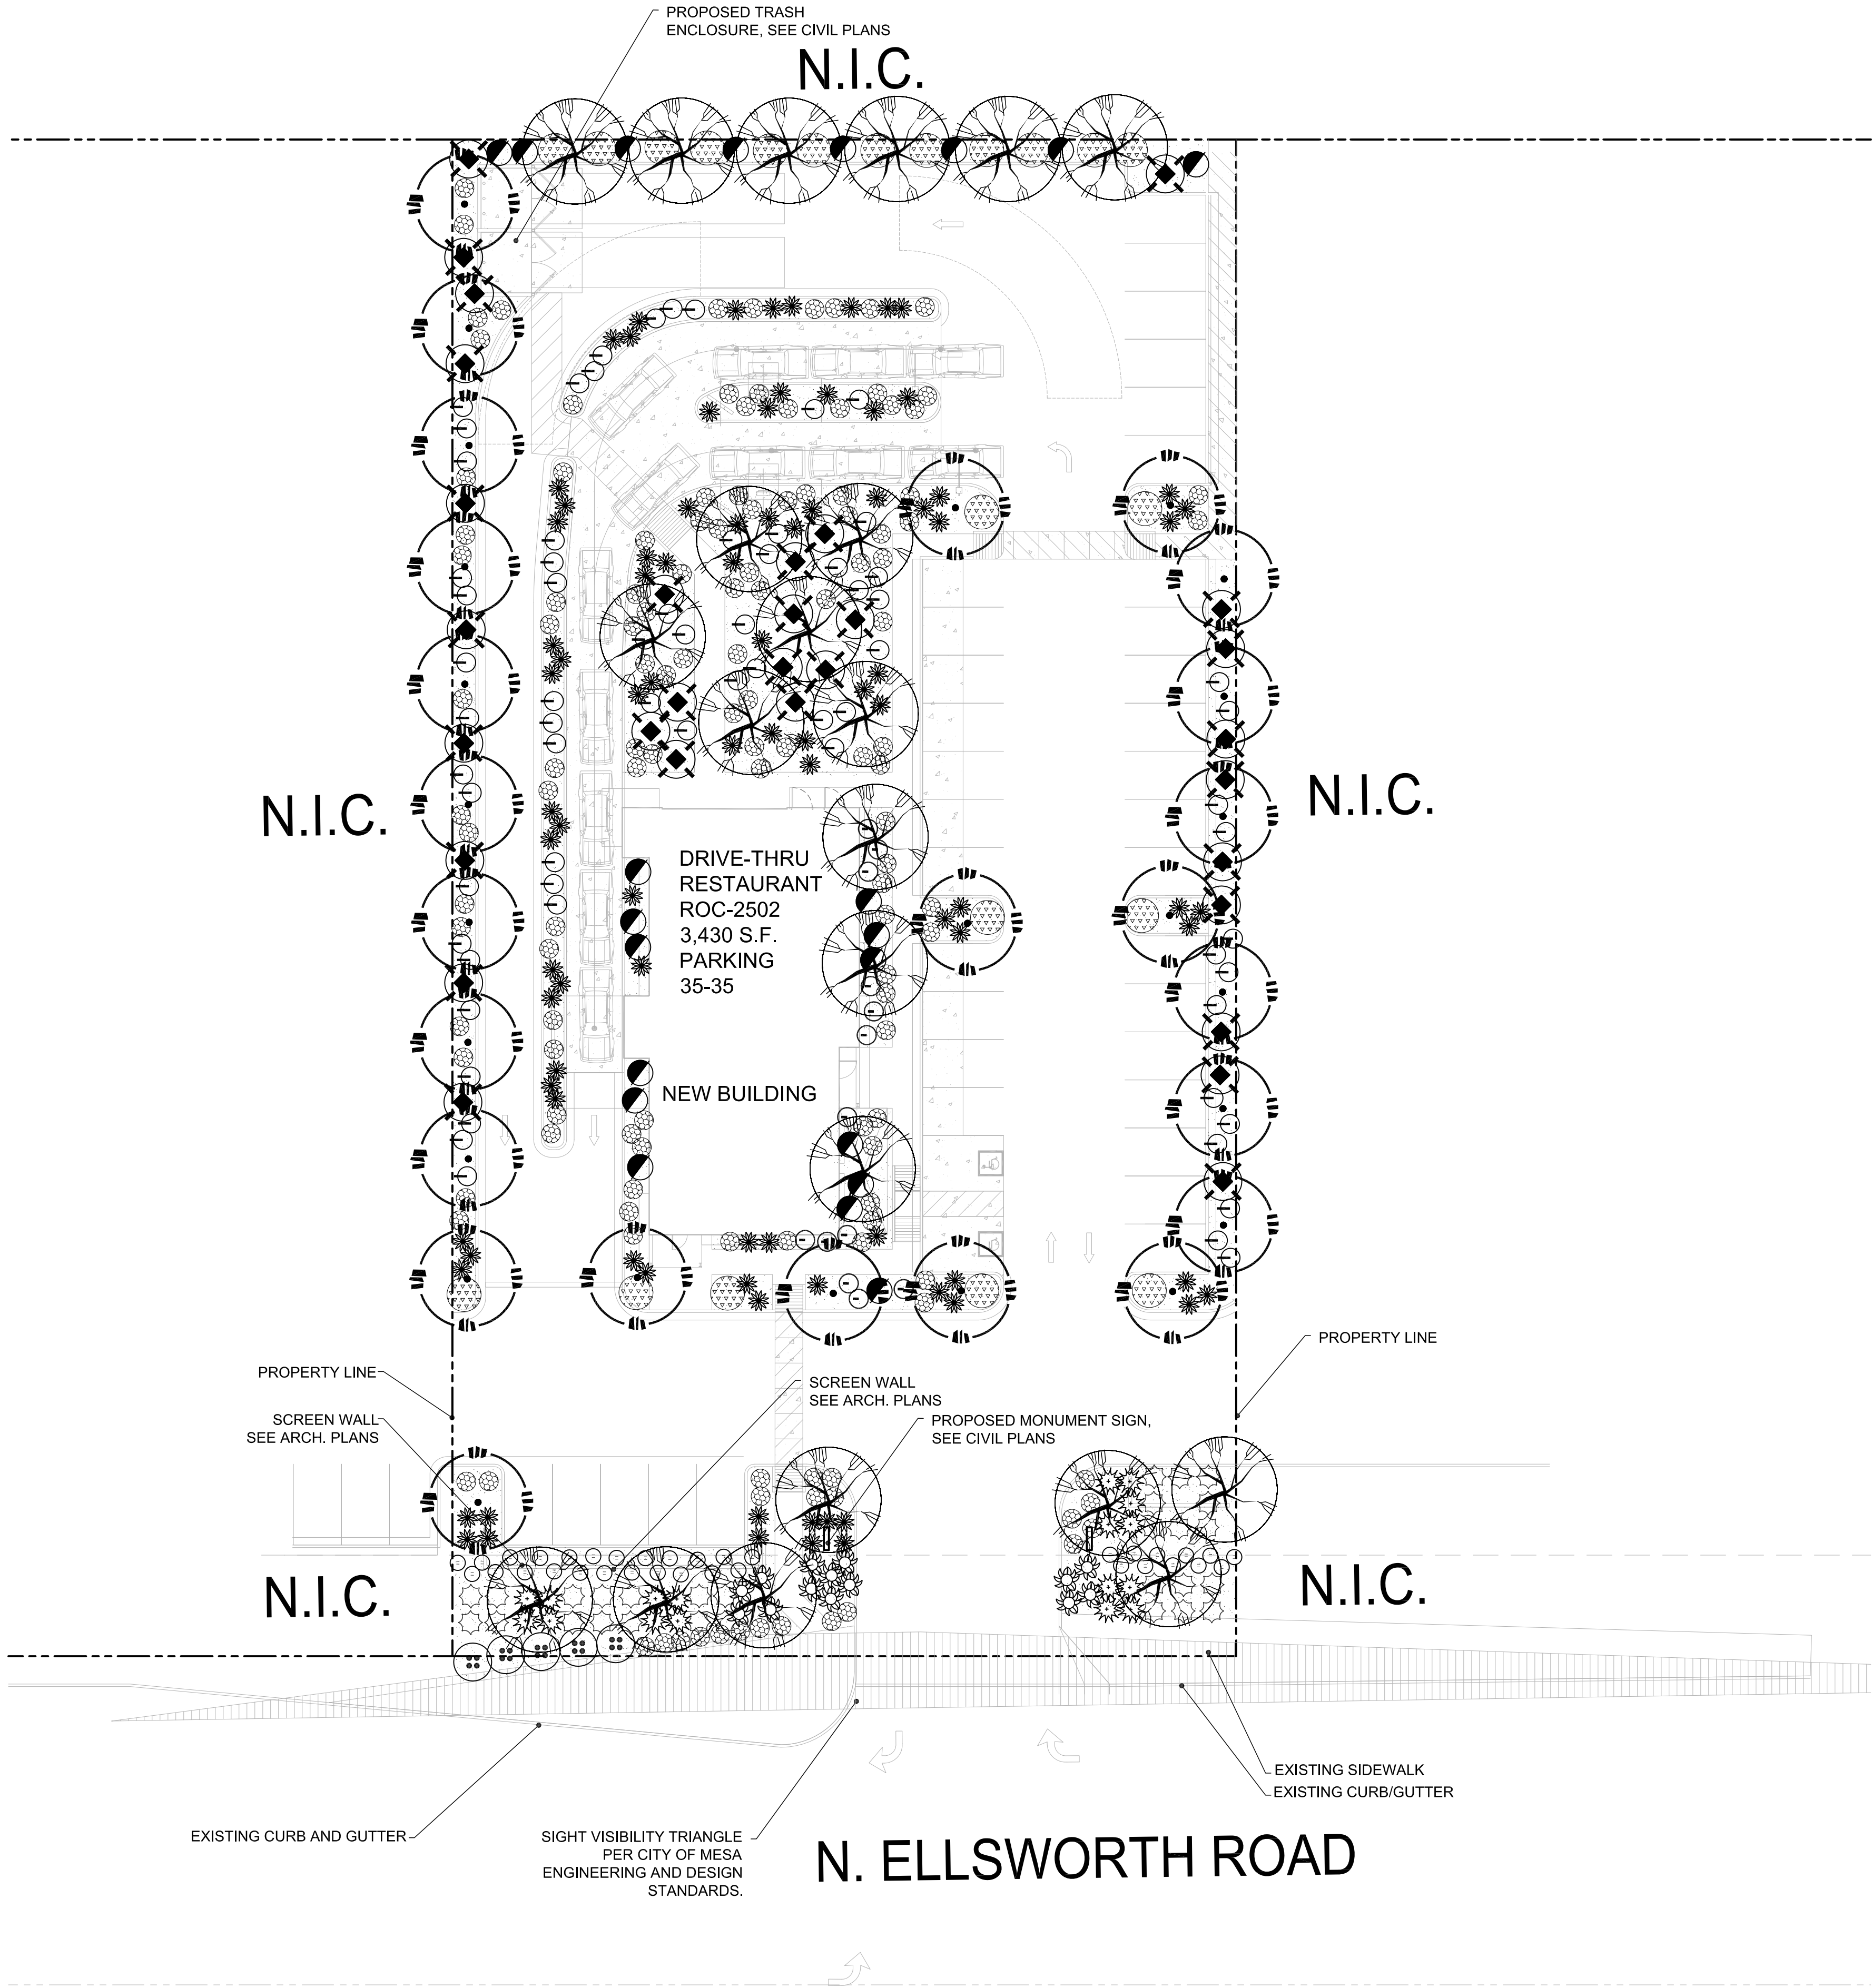 PROPOSED TRASH
ENCLOSURE, SEE CIVIL PLANS
N.I.C.
N.I.C.
N.I.C.
DRIVE-THRU
RESTAURANT
ROC-2502
3,430 S.F.
PARKING
35-35
NEW BUILDING
PROPERTY LINE
PROPERTY LINE
SCREEN WALL
SEE ARCH. PLANS
SCREEN WALL
SEE ARCH. PLANS
PROPOSED MONUMENT SIGN,
SEE CIVIL PLANS
N.I.C.
N.I.C.
EXISTING SIDEWALK
EXISTING CURB/GUTTER
EXISTING CURB AND GUTTER
SIGHT VISIBILITY TRIANGLE
PER CITY OF MESA
ENGINEERING AND DESIGN
STANDARDS.
N. ELLSWORTH ROAD